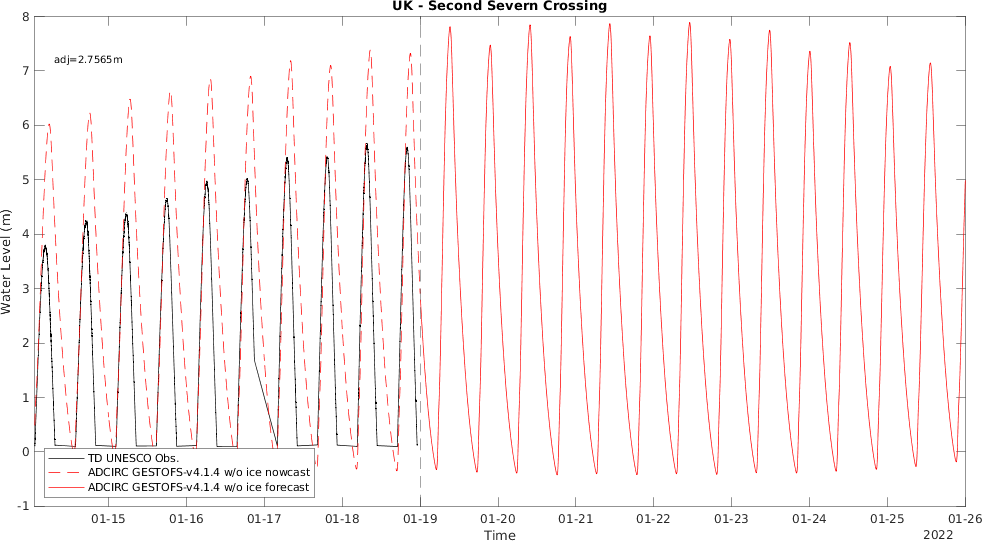 UK - Second Severn Crossing
adj=2.7565m
Water Level (m)
8
7
6
5
4
3
2
1
0
-1
TD UNESCO Obs.
ADCIRC GESTOFS-v4.1.4 w/o ice nowcast
ADCIRC GESTOFS-v4.1.4 w/o ice forecast
01-15 01-16 01-17 01-18 01-19 01-20 01-21 01-22 01-23 01-24 01-25 01-26
Time
2022